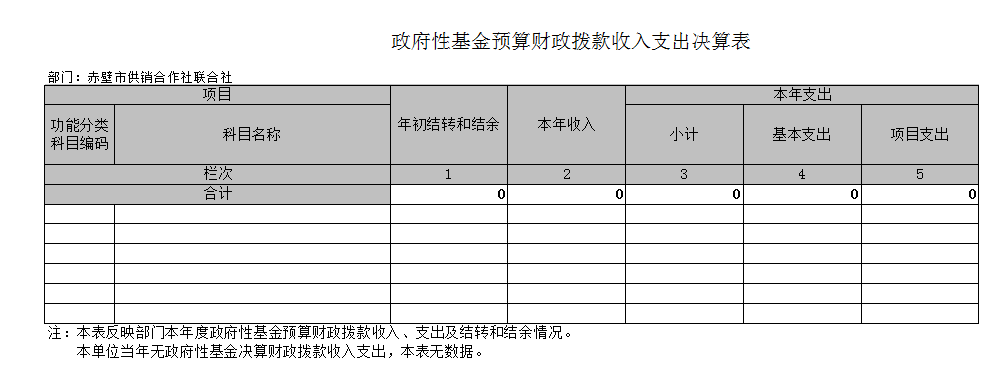 政府性基金预算财政拨款收入支出决算表
部门：赤壁市供销合作社联合社
项目 年初结转和结余 本年收入 本年支出
功能分类科目编码 科目名称 小计 基本支出 项目支出
栏次 1 2 3 4 5
合计 0 0 0 0 0
注：本表反映部门本年度政府性基金预算财政拨款收入、支出及结转和结余情况。
本单位当年无政府性基金决算财政拨款收入支出，本表无数据。